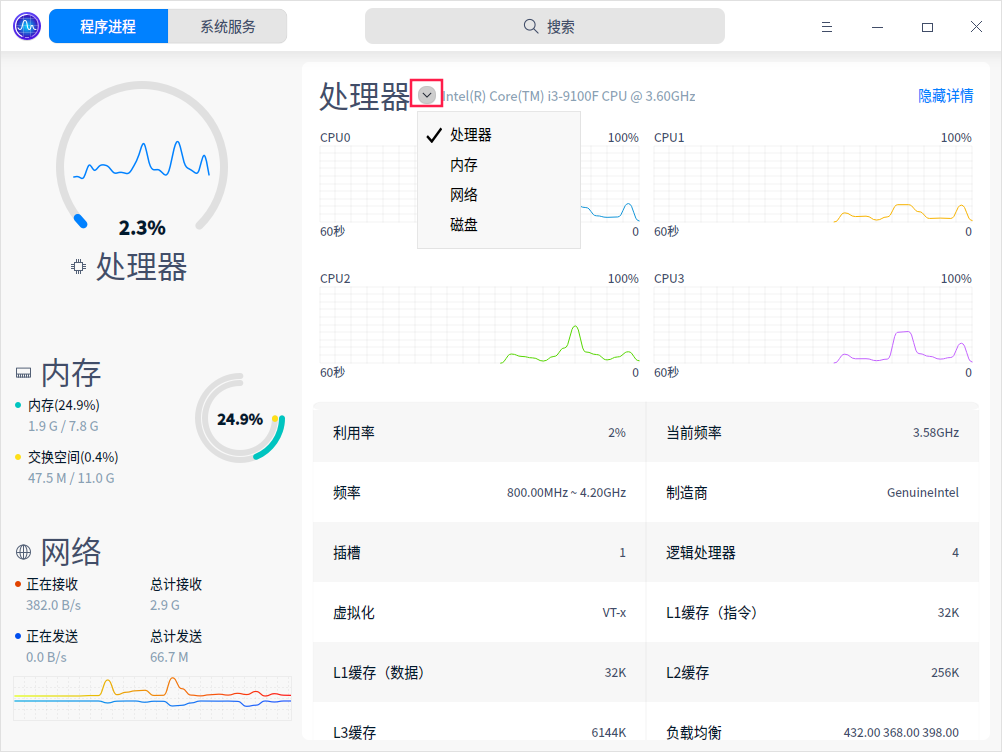 程序进程
系统服务
搜索
2.3%
处理器
内存
内存(24.9%)
1.9 G / 7.8 G
交换空间(0.4%)
47.5 M / 11.0 G
24.9%
网络
正在接收
总计接收
382.0 B/s
2.9 G
正在发送
总计发送
0.0 B/s
66.7 M
处理器
Intel(R) Core(TM) i3-9100F CPU @ 3.60GHz
隐藏详情
处理器
内存
网络
磁盘
CPU0
100%
60秒
0
CPU1
100%
60秒
0
CPU2
100%
60秒
0
CPU3
100%
60秒
0
利用率
2%
当前频率
3.58GHz
频率
800.00MHz ~ 4.20GHz
制造商
GenuineIntel
插槽
1
逻辑处理器
4
虚拟化
VT-x
L1缓存（指令）
32K
L1缓存（数据）
32K
L2缓存
256K
L3缓存
6144K
负载均衡
432.00 368.00 398.00